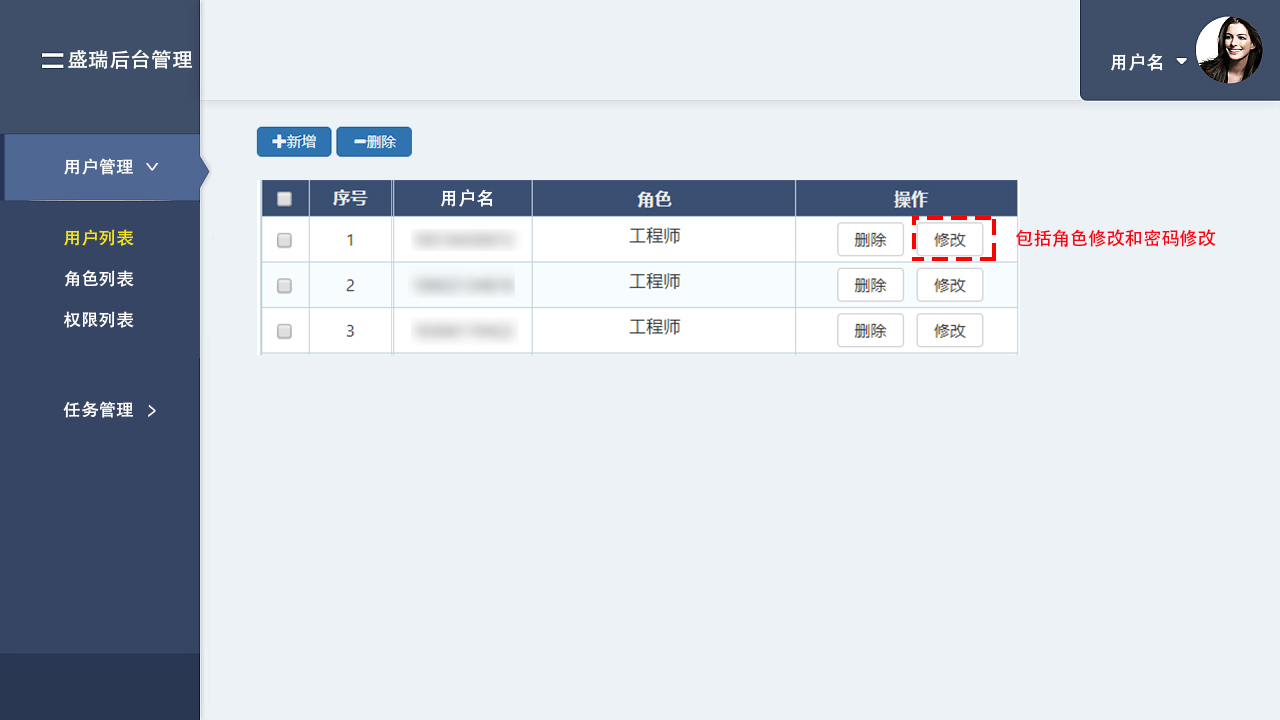 盛瑞后台管理
用户名
用户管理
用户列表
角色列表
权限列表
任务管理
新增 删除
序号 用户名 角色 操作
1 工程师 删除 修改
包括角色修改和密码修改
2 工程师 删除 修改
3 工程师 删除 修改